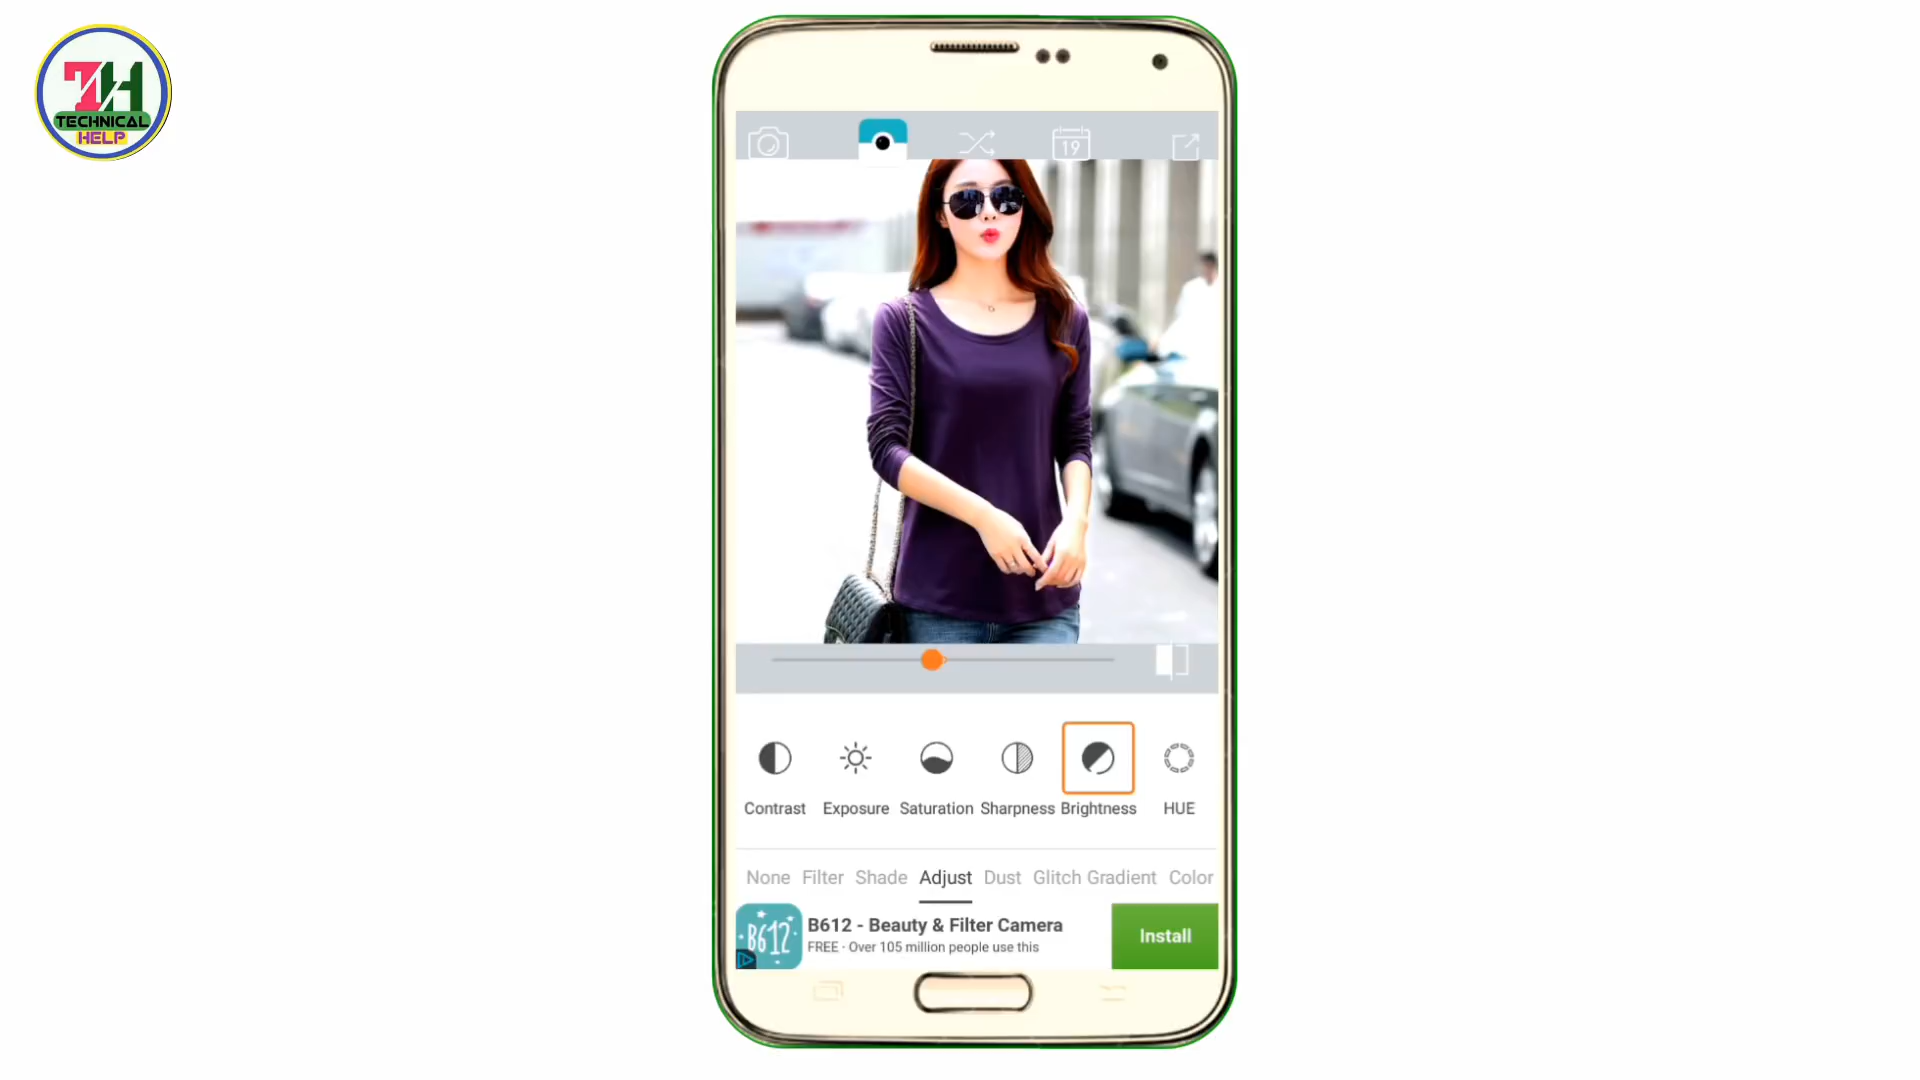 TH
TECHNICAL
HELP
19
Contrast Exposure Saturation Sharpness Brightness HUE
None Filter Shade Adjust Dust Glitch Gradient Color
B612
B612 - Beauty & Filter Camera
FREE · Over 105 million people use this
Install